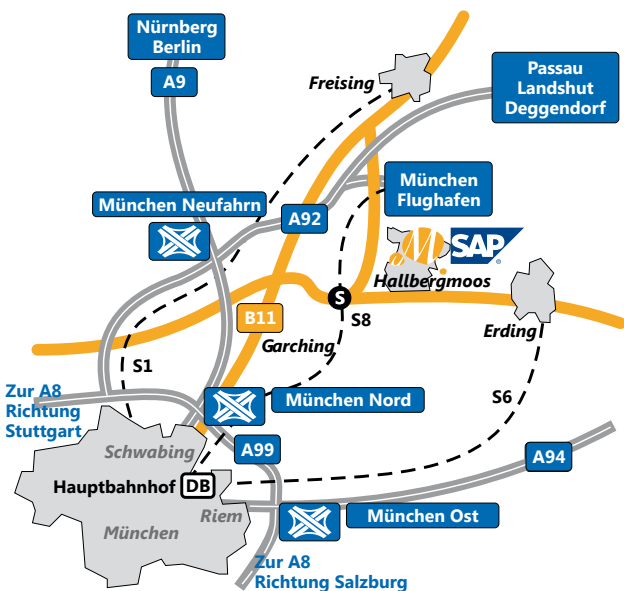 Nürnberg
Berlin
A9
Freising
Passau
Landshut
Deggendorf
München
Flughafen
München Neufahrn
A92
M
SAP
Hallbergmoos
S
S8
B11
Garching
Erding
S1
Zur A8
Richtung
Stuttgart
München Nord
S6
Schwabing
A99
A94
Hauptbahnhof
DB
Riem
München
München Ost
Zur A8
Richtung Salzburg